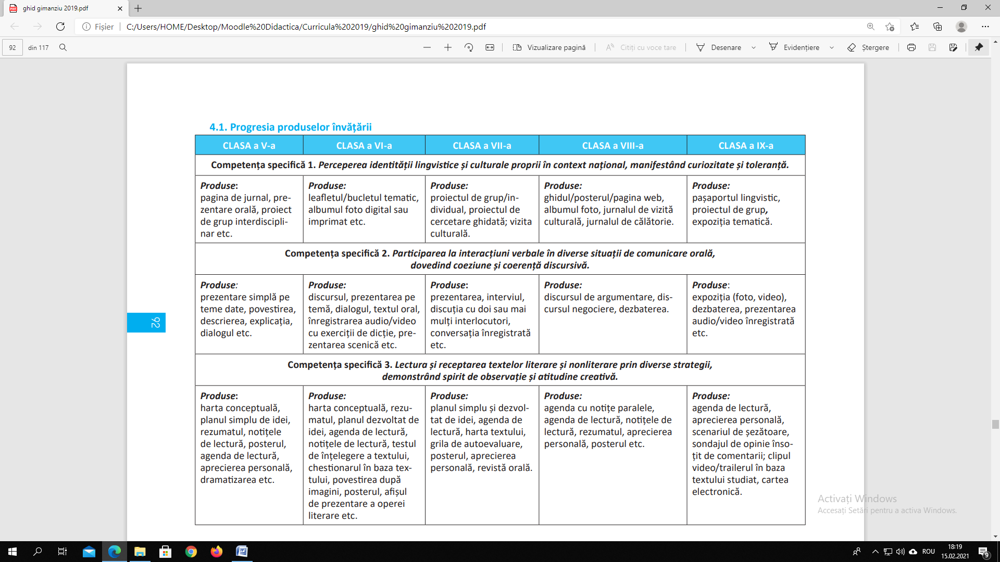 ghid gimanziu 2019.pdf
Fișier
C:/Users/HOME/Desktop/Moodle%20Didactica/Curricula%202019/ghid%20gimanziu%202019.pdf
92 din 117
Vizualizare pagină
Citiți cu voce tare
Desenare
Evidențiere
Ștergere
4.1. Progresia produselor învățării
CLASA a V-a
CLASA a VI-a
CLASA a VII-a
CLASA a VIII-a
CLASA a IX-a
Competența specifică 1. Perceperea identității lingvistice și culturale proprii în context național, manifestând curiozitate și toleranță.
Produse:
pagina de jurnal, pre-
zentare orală, proiect
de grup interdiscipli-
nar etc.
Produse:
leafletul/bucletul tematic,
albumul foto digital sau
imprimat etc.
Produse:
proiectul de grup/in-
dividual, proiectul de
cercetare ghidată; vizita
culturală.
Produse:
ghidul/posterul/pagina web,
albumul foto, jurnalul de vizită
culturală, jurnalul de călătorie.
Produse:
pașaportul lingvistic,
proiectul de grup,
expoziția tematică.
Competența specifică 2. Participarea la interacțiuni verbale în diverse situații de comunicare orală,
dovedind coeziune și coerență discursivă.
Produse:
prezentare simplă pe
teme date, povestirea,
descrierea, explicația,
dialogul etc.
Produse:
discursul, prezentarea pe
temă, dialogul, textul oral,
înregistrarea audio/video
cu exerciții de dicție, pre-
zentarea scenică etc.
Produse:
prezentarea, interviul,
discuția cu doi sau mai
mulți interlocutori,
conversația înregistrată
etc.
Produse:
discursul de argumentare, dis-
cursul negociere, dezbaterea.
Produse:
expoziția (foto, video),
dezbaterea, prezentarea
audio/video înregistrată
etc.
92
Competența specifică 3. Lectura și receptarea textelor literare și nonliterare prin diverse strategii,
demonstrând spirit de observație și atitudine creativă.
Produse:
harta conceptuală,
planul simplu de idei,
rezumatul, notițele
de lectură, posterul,
agenda de lectură,
aprecierea personală,
dramatizarea etc.
Produse:
harta conceptuală, rezu-
matul, planul dezvoltat de
idei, agenda de lectură,
notițele de lectură, testul
de înțelegere a textului,
chestionarul în baza tex-
tului, povestirea după
imagini, posterul, afișul
de prezentare a operei
literare etc.
Produse:
planul simplu și dezvol-
tat de idei, agenda de
lectură, harta textului,
grila de autoevaluare,
posterul, aprecierea
personală, revistă orală.
Produse:
agenda cu notițe paralele,
agenda de lectură, notițele de
lectură, rezumatul, aprecierea
personală, posterul etc.
Produse:
agenda de lectură,
aprecierea personală,
scenariul de șezătoare,
sondajul de opinie înso-
țit de comentarii; clipul
video/trailerul în baza
textului studiat, cartea
electronică.
Activați Windows
Accesați Setări pentru a activa Windows.
ROU
18:19
15.02.2021
9